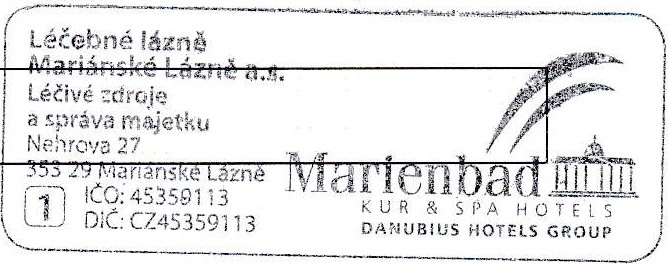 Léčebné lázně
Mariánské Lázně a.s.
Léčivé zdroje
a správa majetku
Nehrova 27
353 29 Mariánské Lázně
1
IČO: 45359113
DIČ: CZ45359113
Marienbad
KUR & SPA HOTELS
DANUBIUS HOTELS GROUP